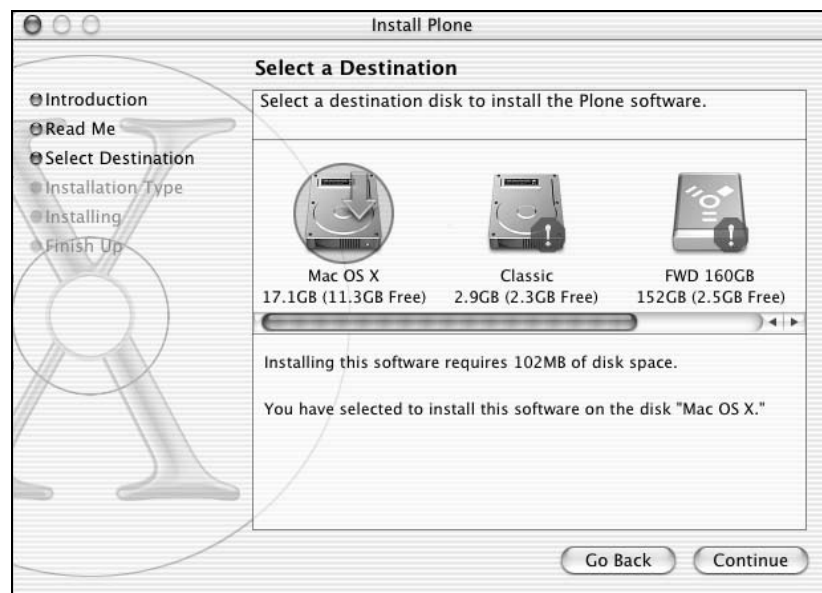 Install Plone
Select a Destination
Introduction
Read Me
Select Destination
Installation Type
Installing
Finish Up
Select a destination disk to install the Plone software.
Mac OS X
17.1GB (11.3GB Free)
Classic
2.9GB (2.3GB Free)
FWD 160GB
152GB (2.5GB Free)
Installing this software requires 102MB of disk space.
You have selected to install this software on the disk "Mac OS X."
Go Back
Continue